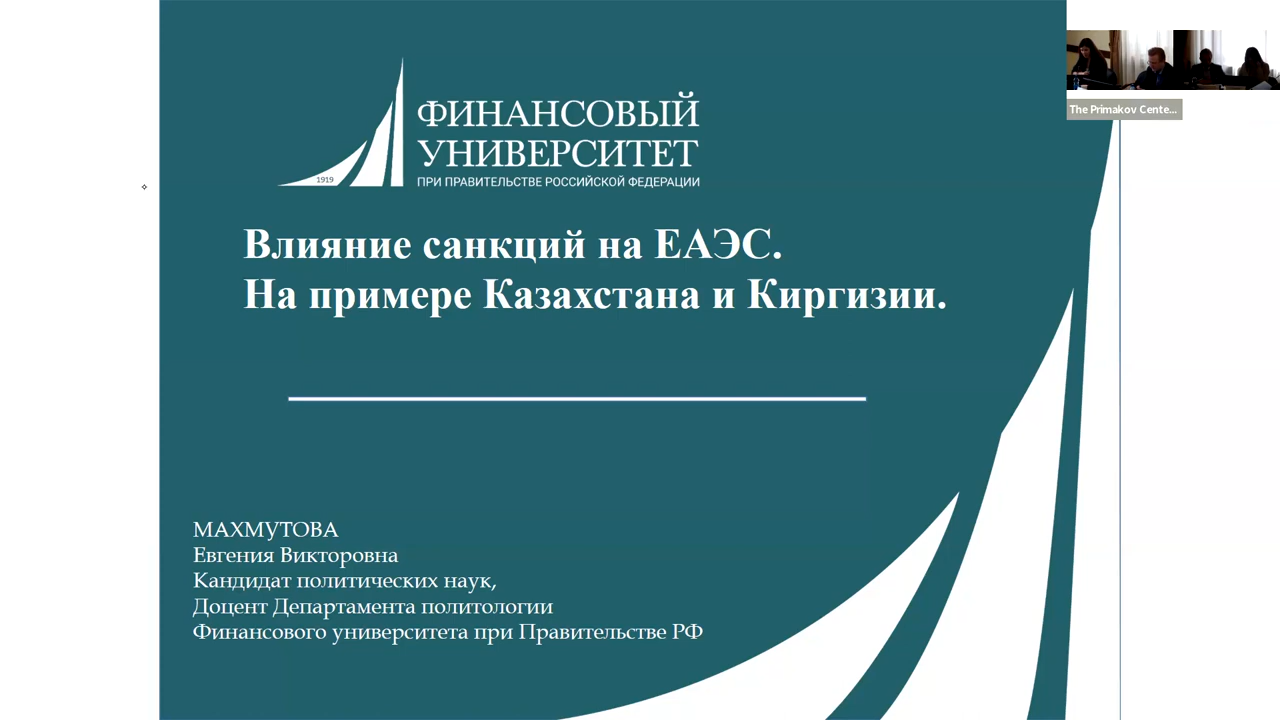 ФИНАНСОВЫЙ
УНИВЕРСИТЕТ
ПРИ ПРАВИТЕЛЬСТВЕ РОССИЙСКОЙ ФЕДЕРАЦИИ
1919
The Primakov Cente...
Влияние санкций на ЕАЭС.
На примере Казахстана и Киргизии.
МАХМУТОВА
Евгения Викторовна
Кандидат политических наук,
Доцент Департамента политологии
Финансового университета при Правительстве РФ